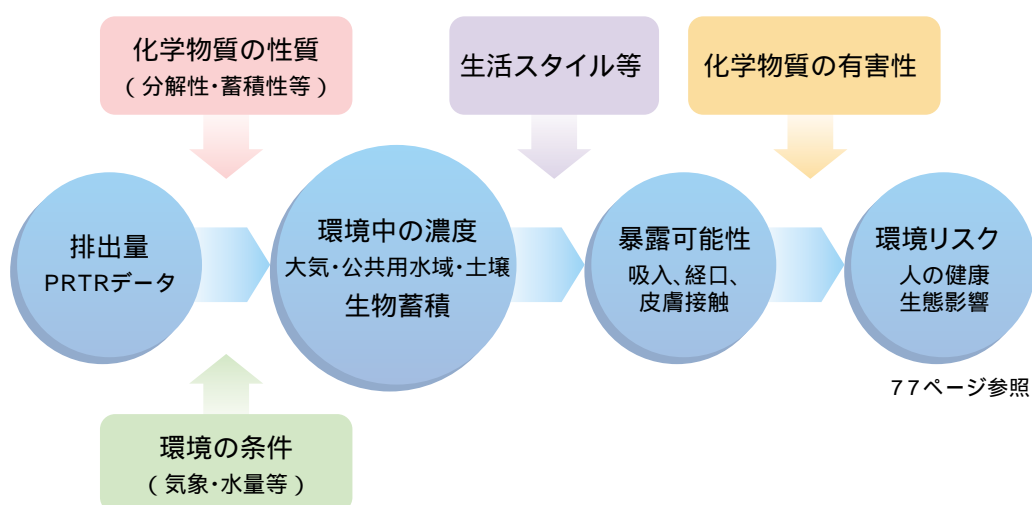 化学物質の性質
(分解性・蓄積性等)
生活スタイル等
化学物質の有害性
排出量
PRTRデータ
環境中の濃度
大気・公共用水域・土壌
生物蓄積
暴露可能性
吸入、経口、
皮膚接触
環境リスク
人の健康
生態影響
77ページ参照
環境の条件
(気象・水量等)